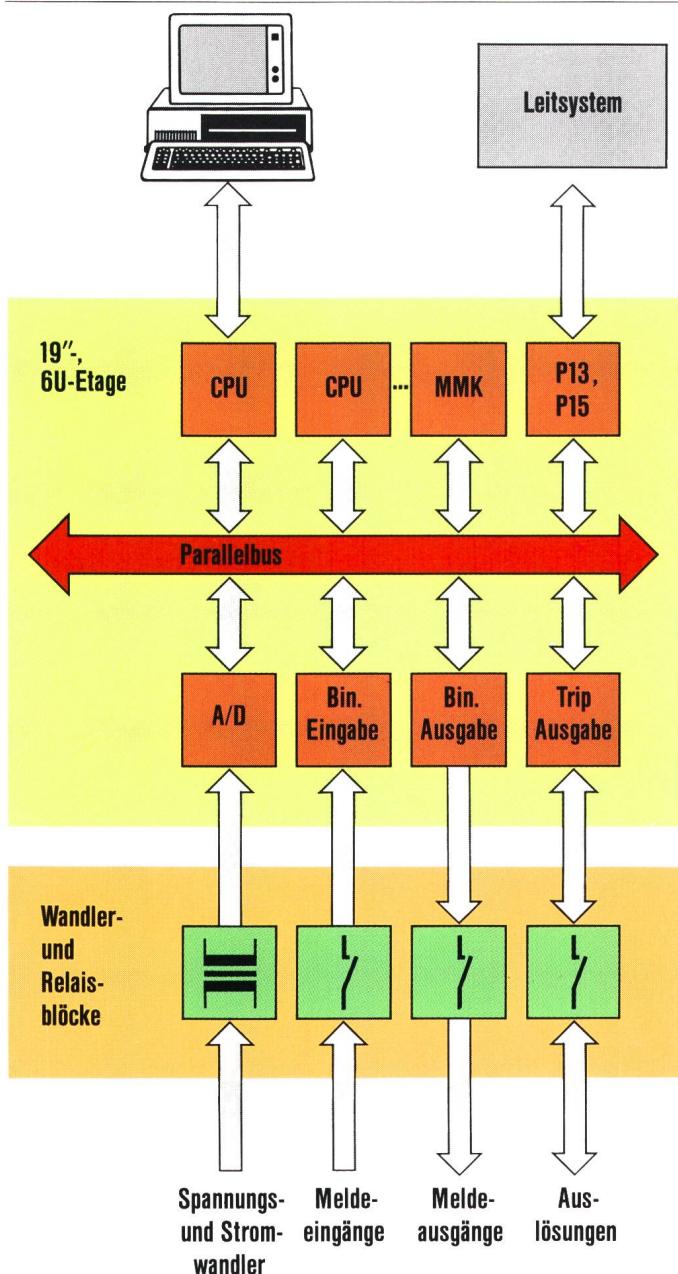 Leitsystem
19"-,
6U-Etage
CPU
CPU
...
MMK
P13,
P15
Parallelbus
A/D
Bin.
Eingabe
Bin.
Ausgabe
Trip
Ausgabe
Wandler-
und
Relais-
blöcke
Spannungs-
und Strom-
wandler
Melde-
eingänge
Melde-
ausgänge
Aus-
lösungen